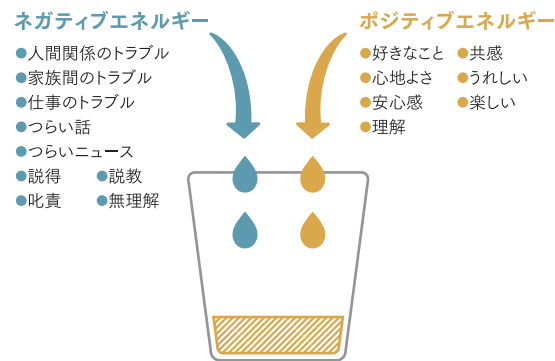 ネガティブエネルギー
●人間関係のトラブル
●家族間のトラブル
●仕事のトラブル
●つらい話
●つらいニュース
●説得 ●説教
●叱責 ●無理解
ポジティブエネルギー
●好きなこと ●共感
●心地よさ ●うれしい
●安心感 ●楽しい
●理解